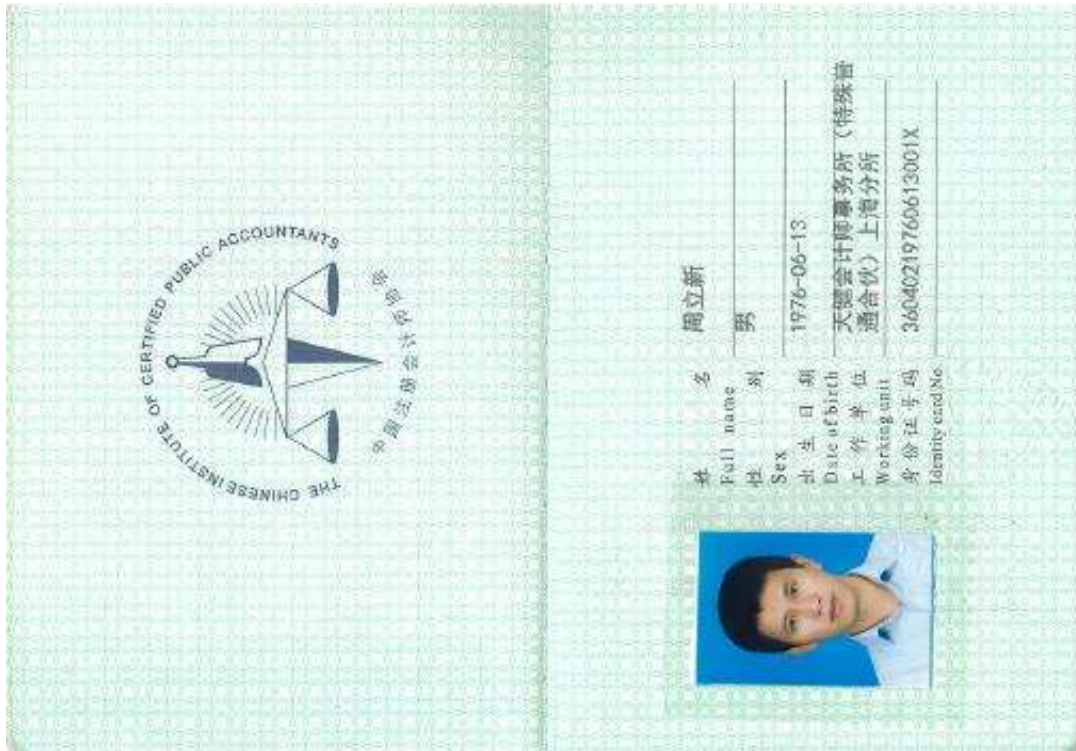 THE CHINESE INSTITUTE OF CERTIFIED PUBLIC ACCOUNTANTS
中国注册会计师协会
姓 名 周立新
Full name
性 别 男
Sex
出 生 日 期 1976-06-13
Date of birth
工 作 单 位 天健会计师事务所（特殊普
通合伙）上海分所
Working unit
身 份 证 号 码 36040219760613001X
Identity card No